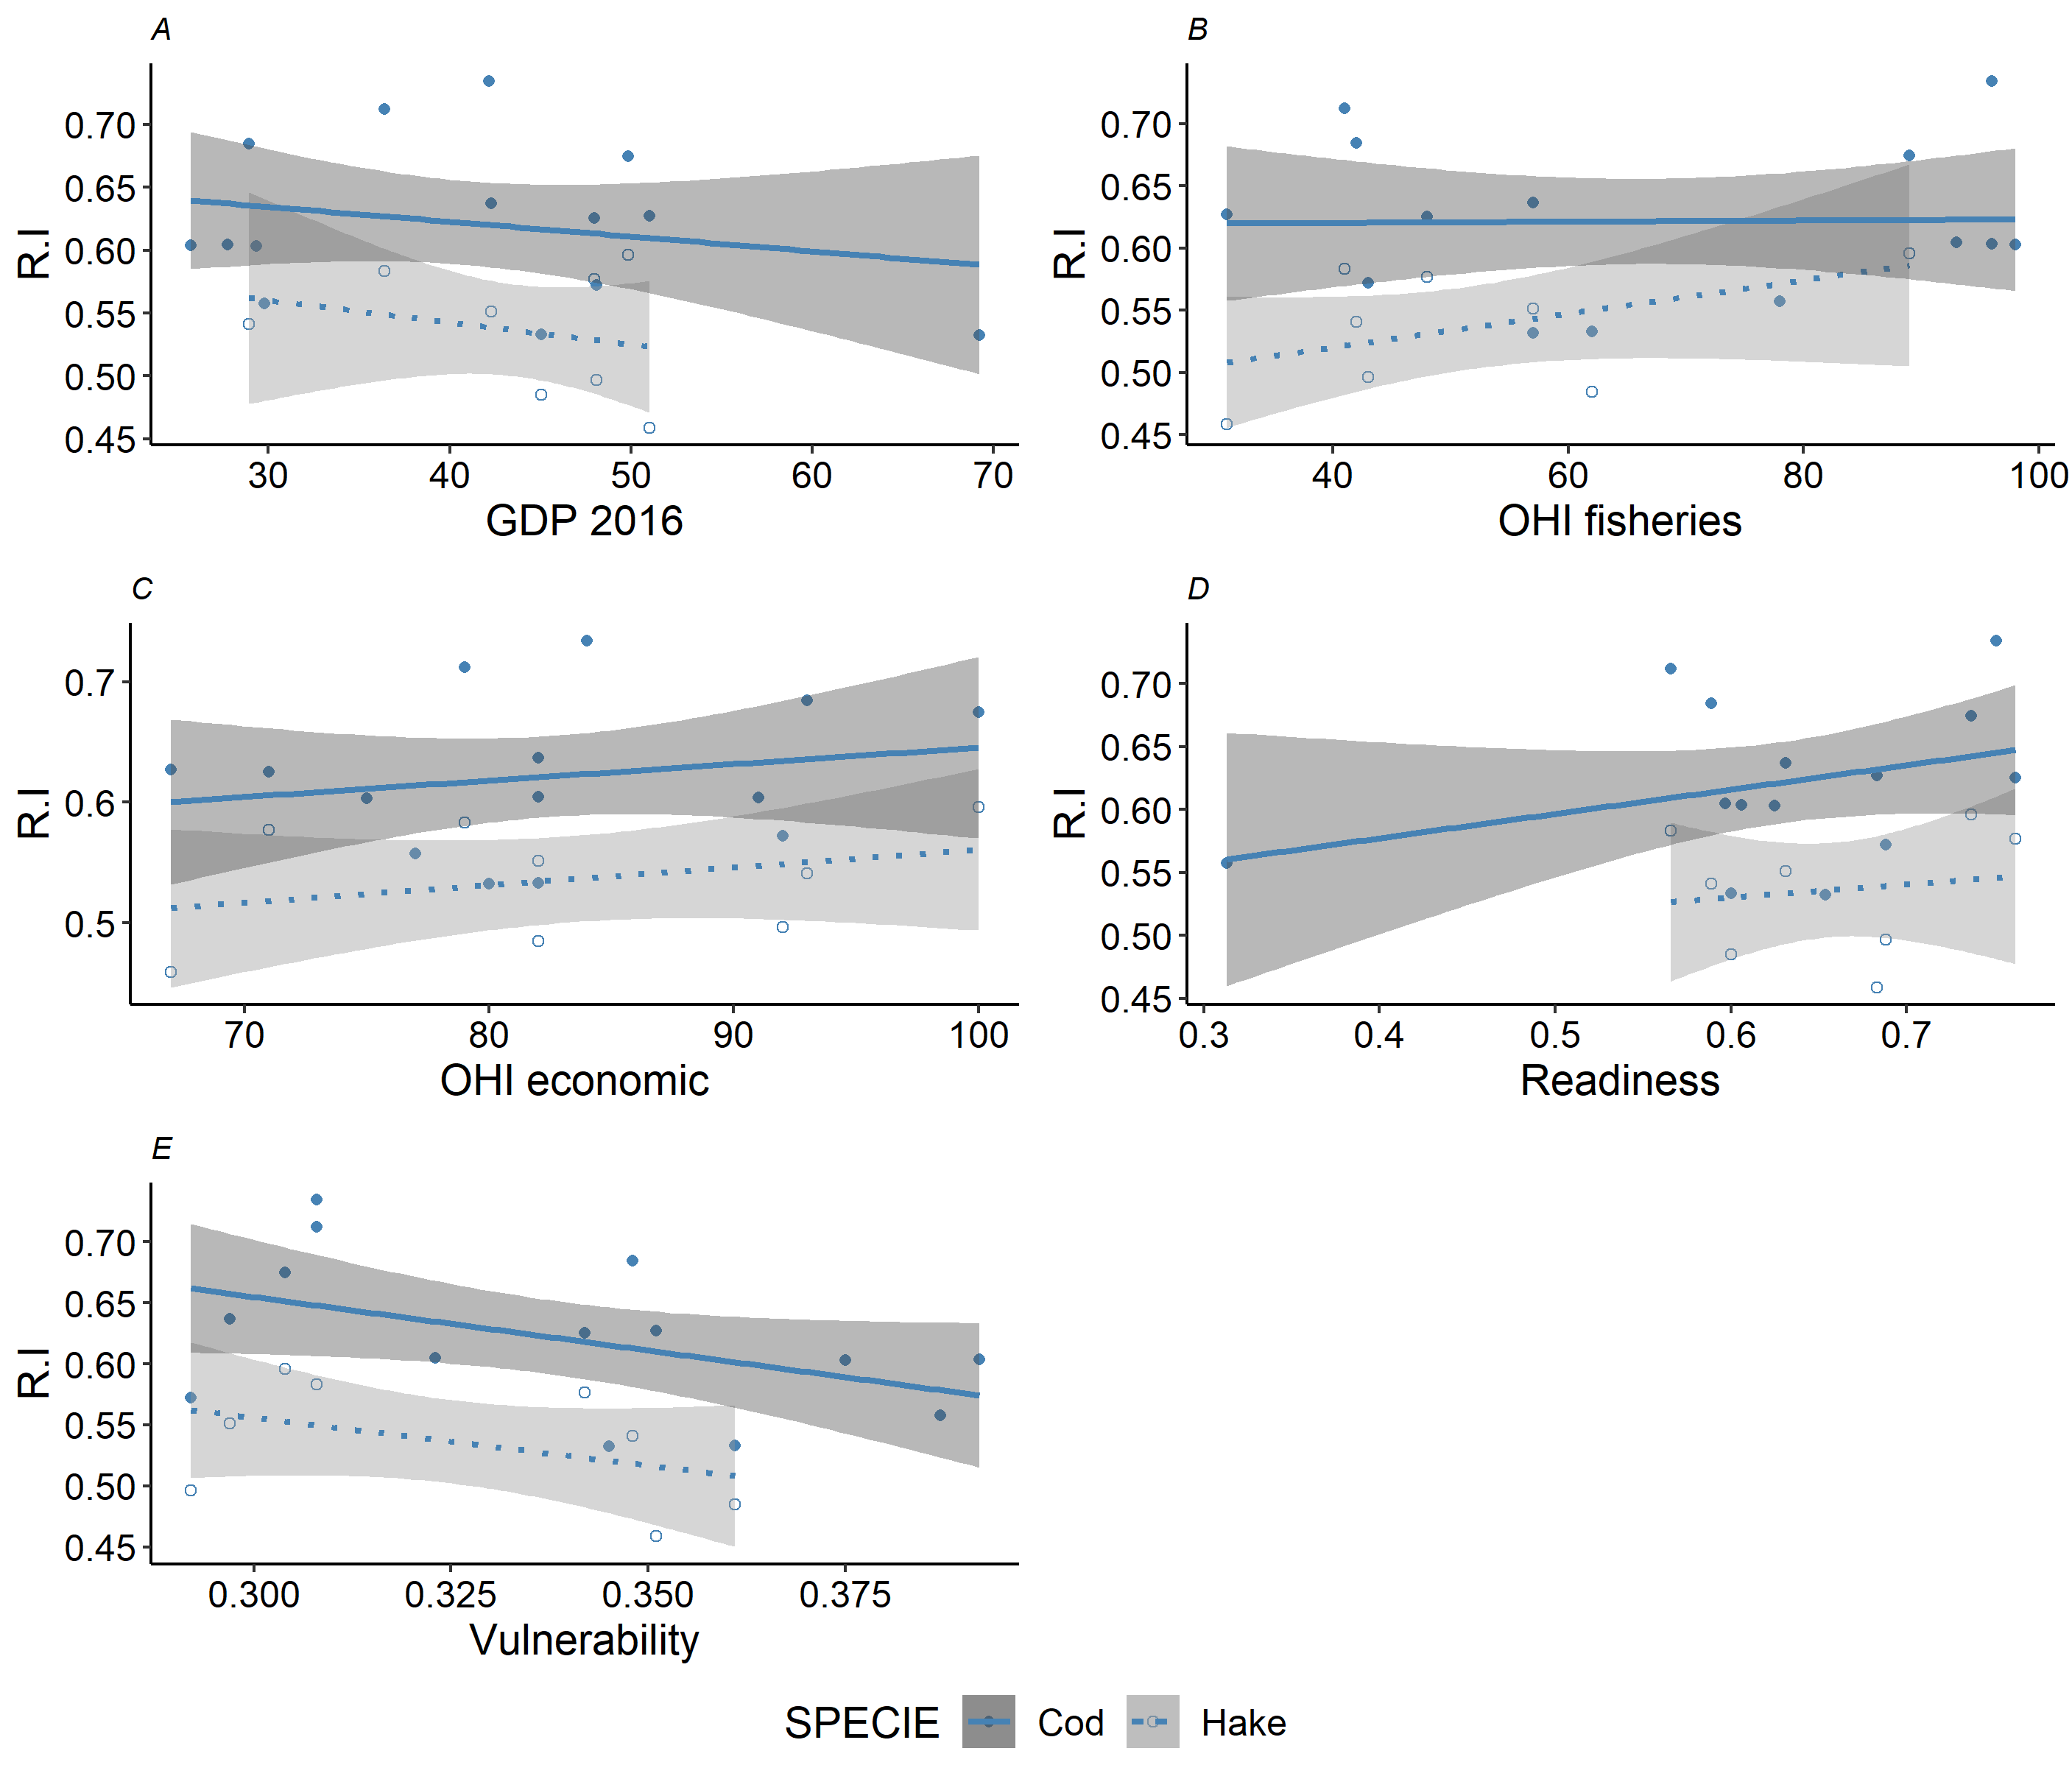 A
R.I
0.70
0.65
0.60
0.55
0.50
0.45
30 40 50 60 70
GDP 2016
B
R.I
0.70
0.65
0.60
0.55
0.50
0.45
40 60 80 100
OHI fisheries
C
R.I
0.7
0.6
0.5
70 80 90 100
OHI economic
D
R.I
0.70
0.65
0.60
0.55
0.50
0.45
0.3 0.4 0.5 0.6 0.7
Readiness
E
R.I
0.70
0.65
0.60
0.55
0.50
0.45
0.300 0.325 0.350 0.375
Vulnerability
SPECIE Cod Hake